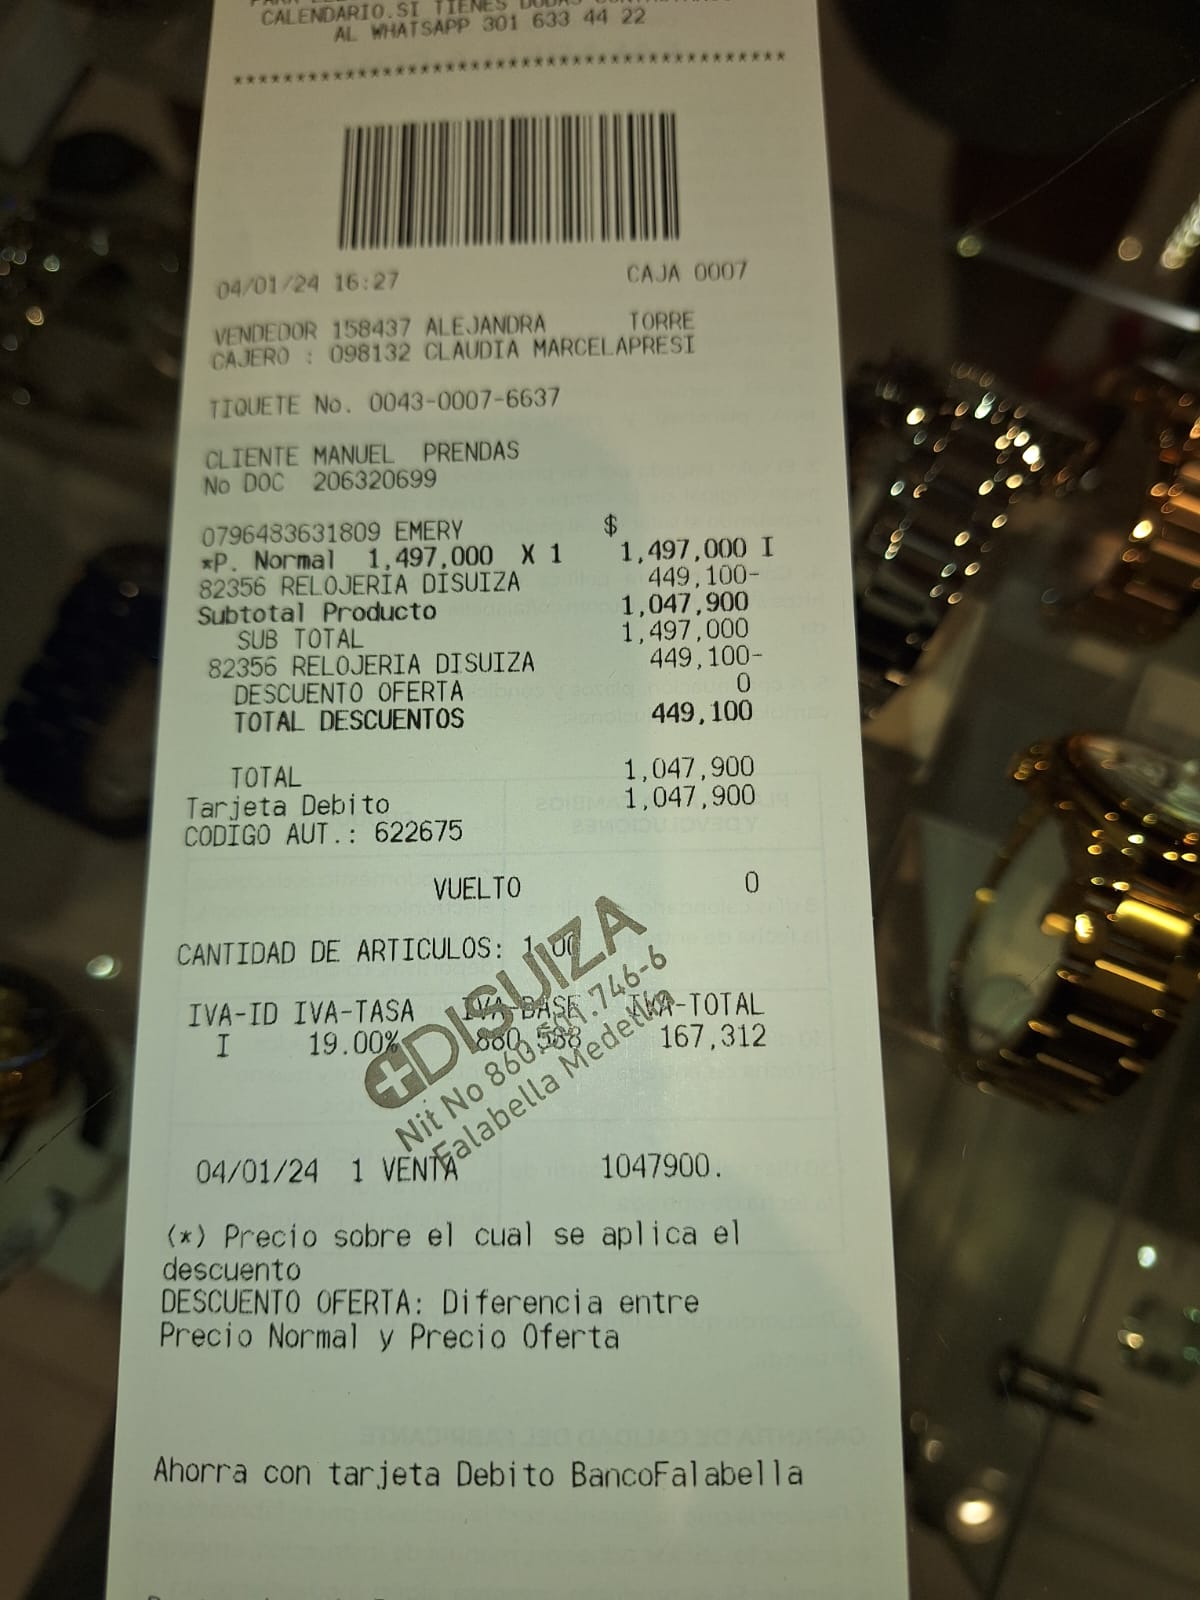 CALENDARIO.SI TIENES
AL WHATSAPP 301 633 44 22
********************************************
04/01/24 16:27 CAJA 0007
VENDEDOR 158437 ALEJANDRA TORRE
CAJERO : 098132 CLAUDIA MARCELAPRESI
TIQUETE No. 0043-0007-6637
CLIENTE MANUEL PRENDAS
No DOC 206320699
0796483631809 EMERY $
*P. Normal 1,497,000 X 1 1,497,000 I
82356 RELOJERIA DISUIZA 449,100-
Subtotal Producto 1,047,900
SUB TOTAL 1,497,000
82356 RELOJERIA DISUIZA 449,100-
DESCUENTO OFERTA 0
TOTAL DESCUENTOS 449,100
TOTAL 1,047,900
Tarjeta Debito 1,047,900
CODIGO AUT.: 622675
VUELTO 0
CANTIDAD DE ARTICULOS: 1.00
IVA-ID IVA-TASA IVA-BASE IVA-TOTAL
I 19.00% 880,588 167,312
DISUIZA
Nit No 746-6
Falabella Medellin
04/01/24 1 VENTA 1047900.
(*) Precio sobre el cual se aplica el
descuento
DESCUENTO OFERTA: Diferencia entre
Precio Normal y Precio Oferta
Ahorra con tarjeta Debito BancoFalabella